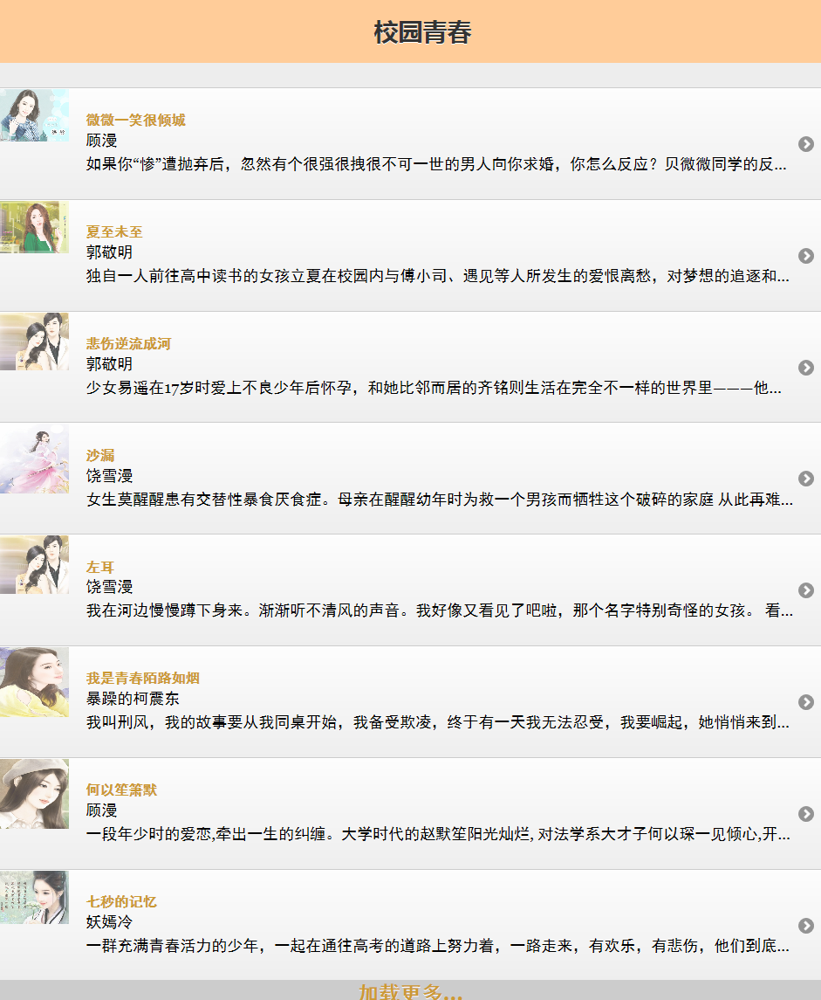 校园青春
微微一笑很倾城
顾漫
如果你“惨”遭抛弃后，忽然有个很强很拽很不可一世的男人向你求婚，你怎么反应？贝微微同学的反...
夏至未至
郭敬明
独自一人前往高中读书的女孩立夏在校园内与傅小司、遇见等人所发生的爱恨离愁，对梦想的追逐和...
悲伤逆流成河
郭敬明
少女易遥在17岁时爱上不良少年后怀孕，和她比邻而居的齐铭则生活在完全不一样的世界里———他...
沙漏
饶雪漫
女生莫醒醒患有交替性暴食厌食症。母亲在醒醒幼年时为救一个男孩而牺牲这个破碎的家庭 从此再难...
左耳
饶雪漫
我在河边慢慢蹲下身来。渐渐听不清风的声音。我好像又看见了吧啦，那个名字特别奇怪的女孩。 看...
我是青春陌路如烟
暴躁的柯震东
我叫刑风，我的故事要从我同桌开始，我备受欺凌，终于有一天我无法忍受，我要崛起，她悄悄来到...
何以笙箫默
顾漫
一段年少时的爱恋,牵出一生的纠缠。大学时代的赵默笙阳光灿烂, 对法学系大才子何以琛一见倾心,开...
七秒的记忆
妖嫣冷
一群充满青春活力的少年，一起在通往高考的道路上努力着，一路走来，有欢乐，有悲伤，他们到底...
加载更多...